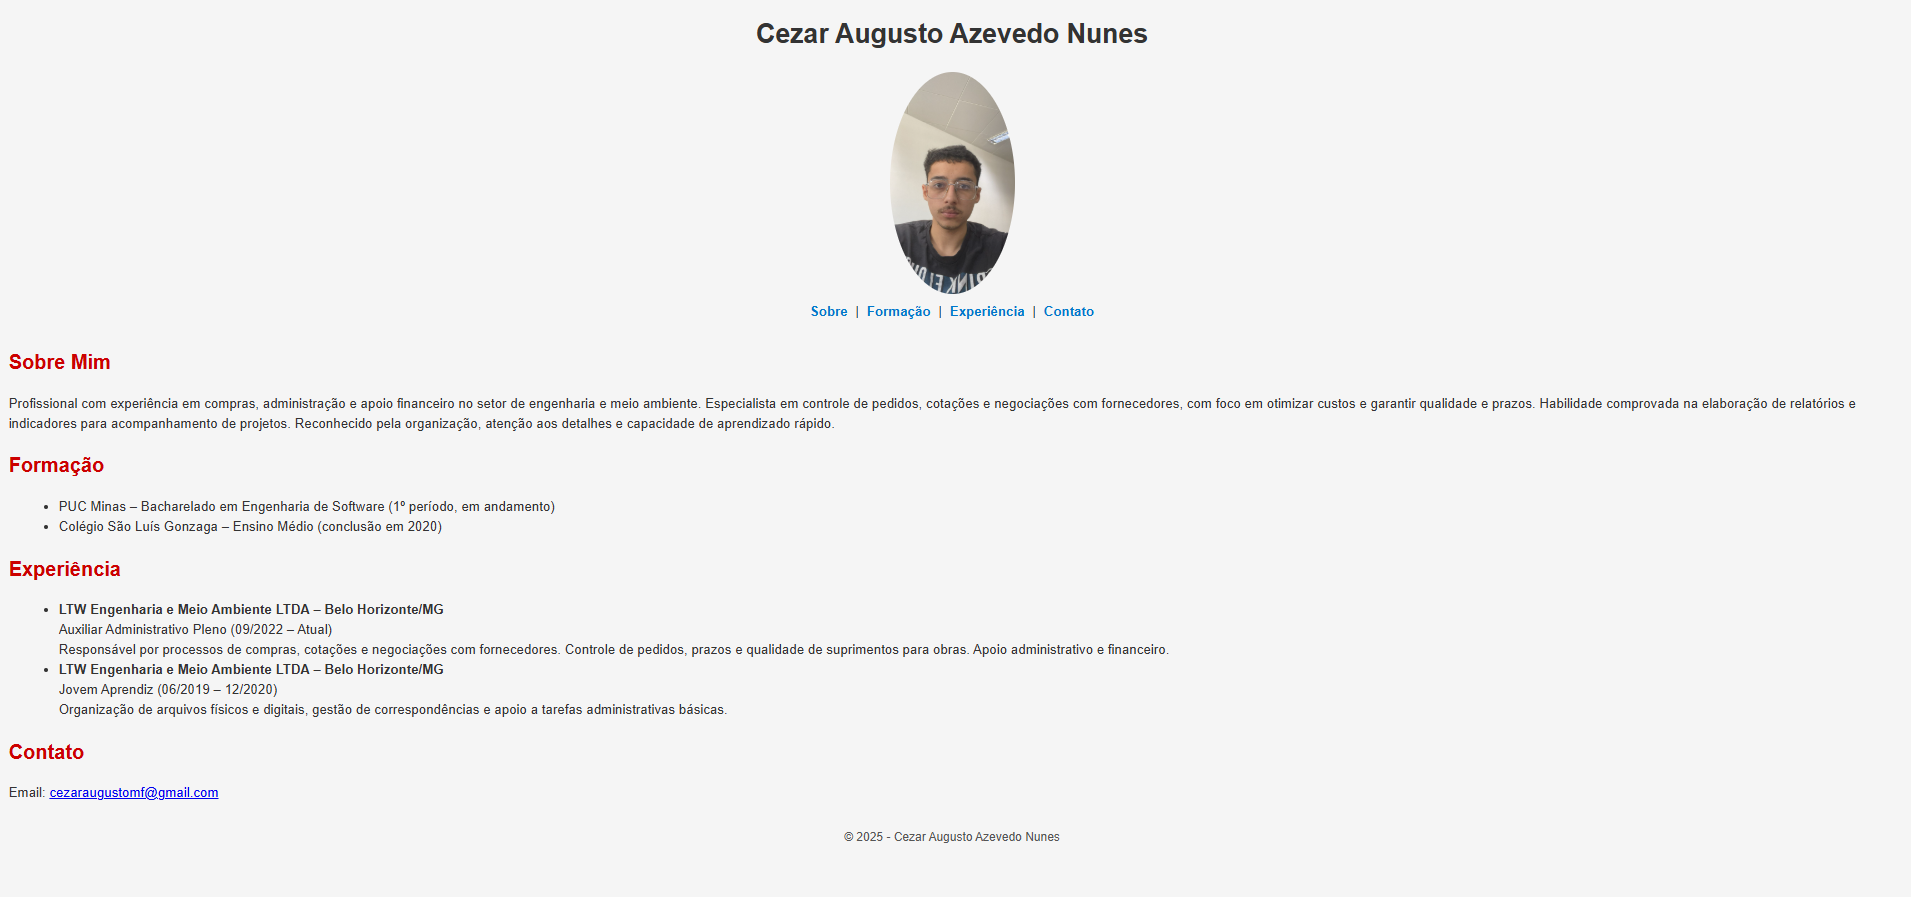 Cezar Augusto Azevedo Nunes
Sobre | Formação | Experiência | Contato
Sobre Mim
Profissional com experiência em compras, administração e apoio financeiro no setor de engenharia e meio ambiente. Especialista em controle de pedidos, cotações e negociações com fornecedores, com foco em otimizar custos e garantir qualidade e prazos. Habilidade comprovada na elaboração de relatórios e
indicadores para acompanhamento de projetos. Reconhecido pela organização, atenção aos detalhes e capacidade de aprendizado rápido.
Formação
• PUC Minas – Bacharelado em Engenharia de Software (1º período, em andamento)
• Colégio São Luís Gonzaga – Ensino Médio (conclusão em 2020)
Experiência
• LTW Engenharia e Meio Ambiente LTDA – Belo Horizonte/MG
Auxiliar Administrativo Pleno (09/2022 – Atual)
Responsável por processos de compras, cotações e negociações com fornecedores. Controle de pedidos, prazos e qualidade de suprimentos para obras. Apoio administrativo e financeiro.
• LTW Engenharia e Meio Ambiente LTDA – Belo Horizonte/MG
Jovem Aprendiz (06/2019 – 12/2020)
Organização de arquivos físicos e digitais, gestão de correspondências e apoio a tarefas administrativas básicas.
Contato
Email: cezaraugustomf@gmail.com
© 2025 - Cezar Augusto Azevedo Nunes